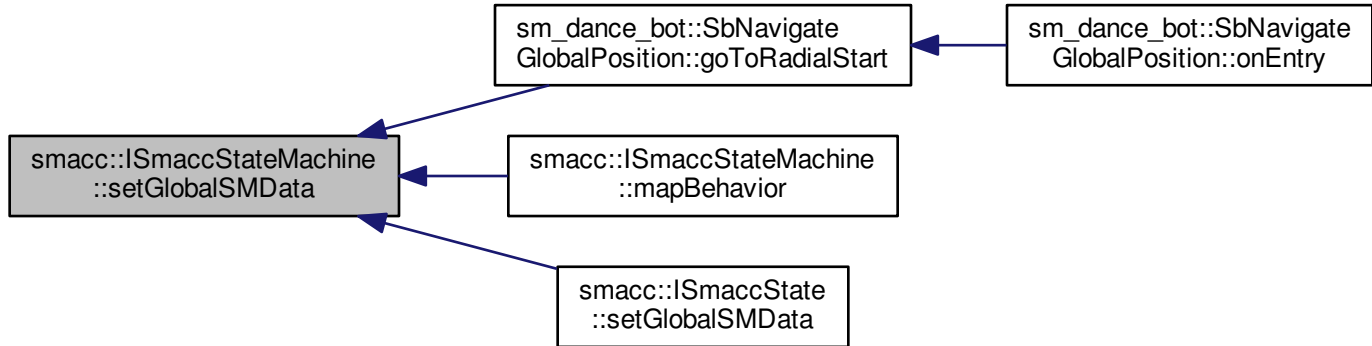 sm_dance_bot::SbNavigate
GlobalPosition::goToRadialStart
sm_dance_bot::SbNavigate
GlobalPosition::onEntry
smacc::ISmaccStateMachine
::setGlobalSMData
smacc::ISmaccStateMachine
::mapBehavior
smacc::ISmaccState
::setGlobalSMData